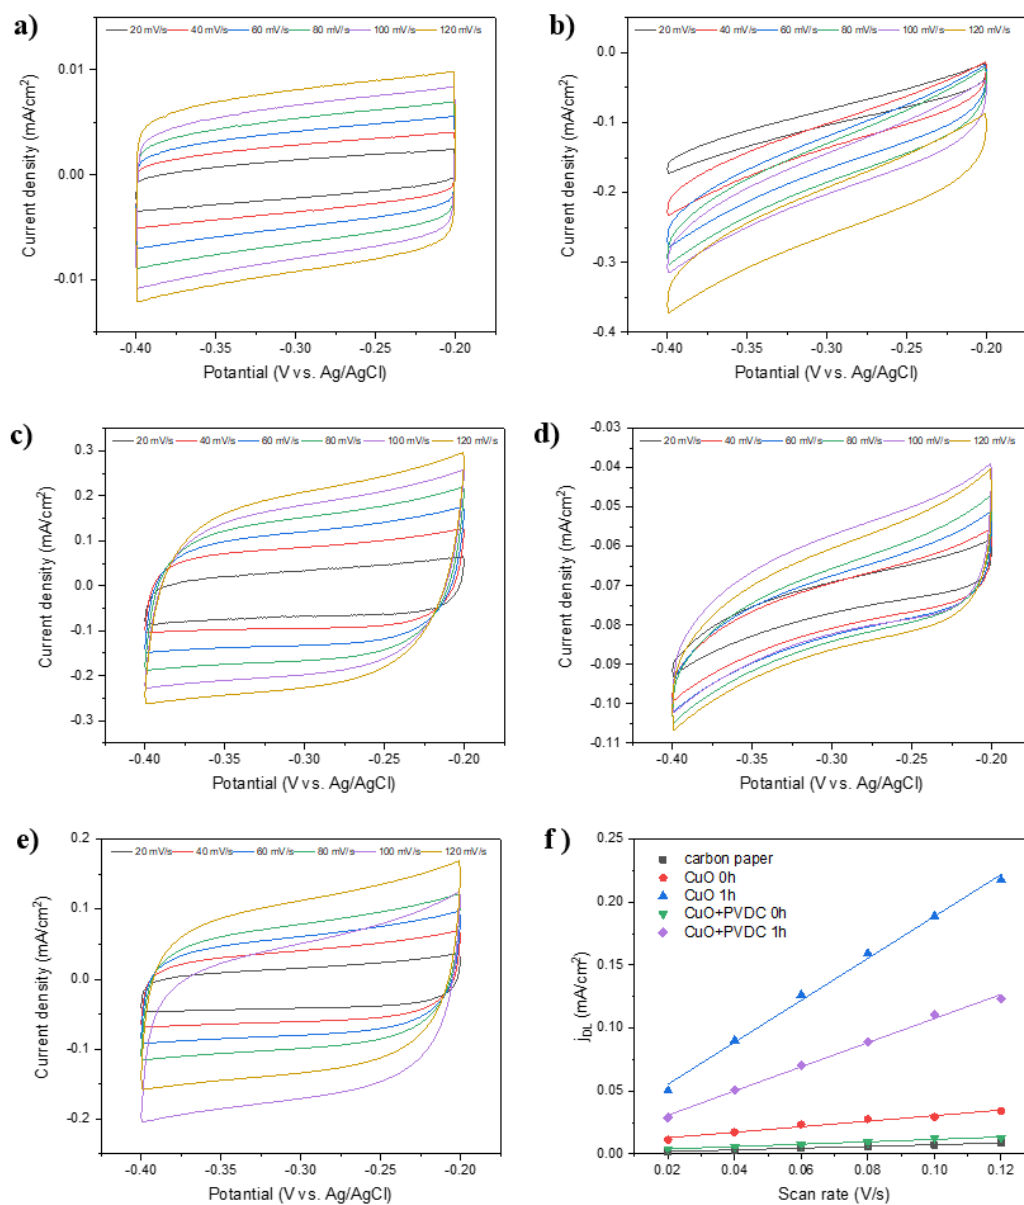 a)
20 mV/s 40 mV/s 60 mV/s 80 mV/s 100 mV/s 120 mV/s
0.01
0.00
-0.01
Current density (mA/cm²)
-0.40 -0.35 -0.30 -0.25 -0.20
Potential (V vs. Ag/AgCl)
b)
20 mV/s 40 mV/s 60 mV/s 80 mV/s 100 mV/s 120 mV/s
0.0
-0.1
-0.2
-0.3
-0.4
Current density (mA/cm²)
-0.40 -0.35 -0.30 -0.25 -0.20
Potential (V vs. Ag/AgCl)
c)
20 mV/s 40 mV/s 60 mV/s 80 mV/s 100 mV/s 120 mV/s
0.3
0.2
0.1
0.0
-0.1
-0.2
-0.3
Current density (mA/cm²)
-0.40 -0.35 -0.30 -0.25 -0.20
Potential (V vs. Ag/AgCl)
d)
20 mV/s 40 mV/s 60 mV/s 80 mV/s 100 mV/s 120 mV/s
-0.03
-0.04
-0.05
-0.06
-0.07
-0.08
-0.09
-0.10
-0.11
Current density (mA/cm²)
-0.40 -0.35 -0.30 -0.25 -0.20
Potential (V vs. Ag/AgCl)
e)
20 mV/s 40 mV/s 60 mV/s 80 mV/s 100 mV/s 120 mV/s
0.2
0.1
0.0
-0.1
-0.2
Current density (mA/cm²)
-0.40 -0.35 -0.30 -0.25 -0.20
Potential (V vs. Ag/AgCl)
f )
carbon paper
CuO 0h
CuO 1h
CuO+PVDC 0h
CuO+PVDC 1h
0.25
0.20
0.15
0.10
0.05
0.00
j_DL (mA/cm²)
0.02 0.04 0.06 0.08 0.10 0.12
Scan rate (V/s)